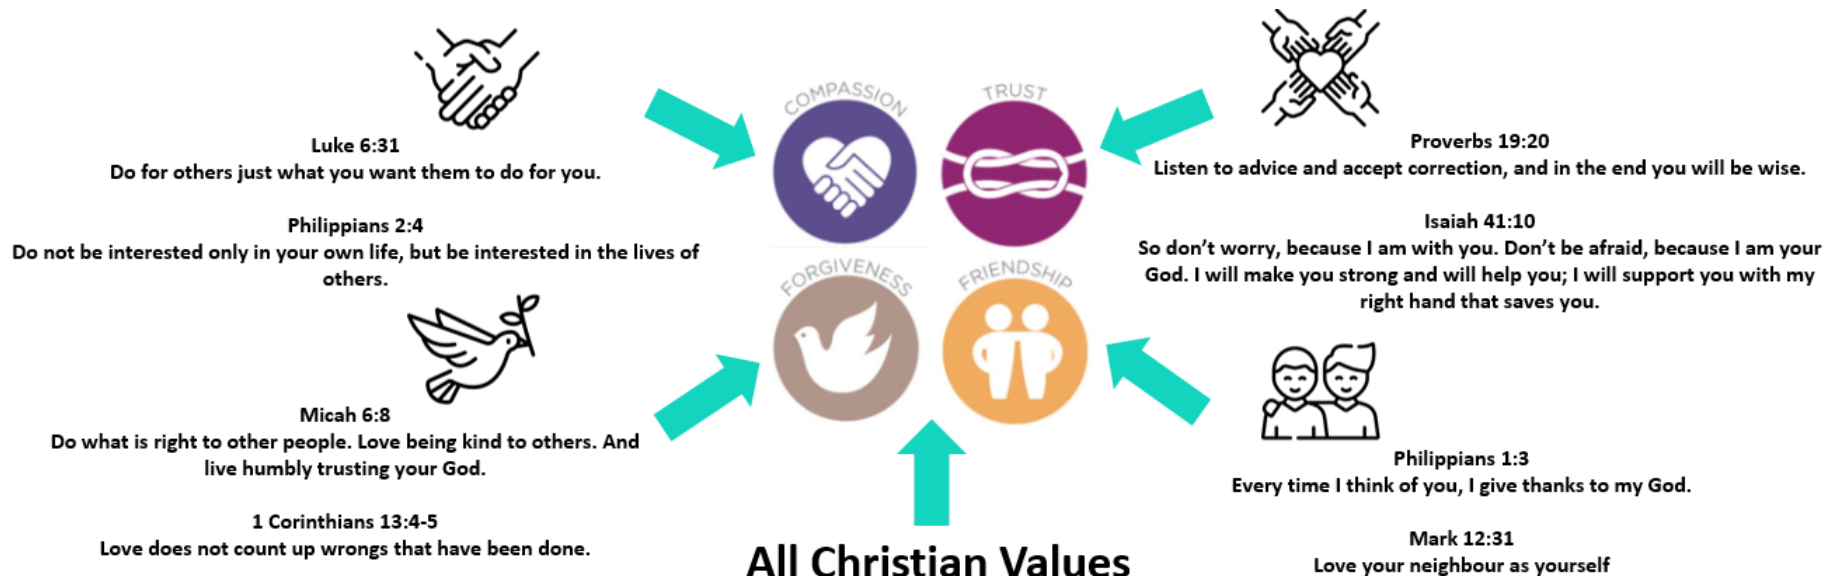 Luke 6:31
Do for others just what you want them to do for you.
Philippians 2:4
Do not be interested only in your own life, but be interested in the lives of
others.
Micah 6:8
Do what is right to other people. Love being kind to others. And
live humbly trusting your God.
1 Corinthians 13:4-5
Love does not count up wrongs that have been done.
COMPASSION
TRUST
FORGIVENESS
FRIENDSHIP
All Christian Values
Proverbs 19:20
Listen to advice and accept correction, and in the end you will be wise.
Isaiah 41:10
So don’t worry, because I am with you. Don’t be afraid, because I am your
God. I will make you strong and will help you; I will support you with my
right hand that saves you.
Philippians 1:3
Every time I think of you, I give thanks to my God.
Mark 12:31
Love your neighbour as yourself